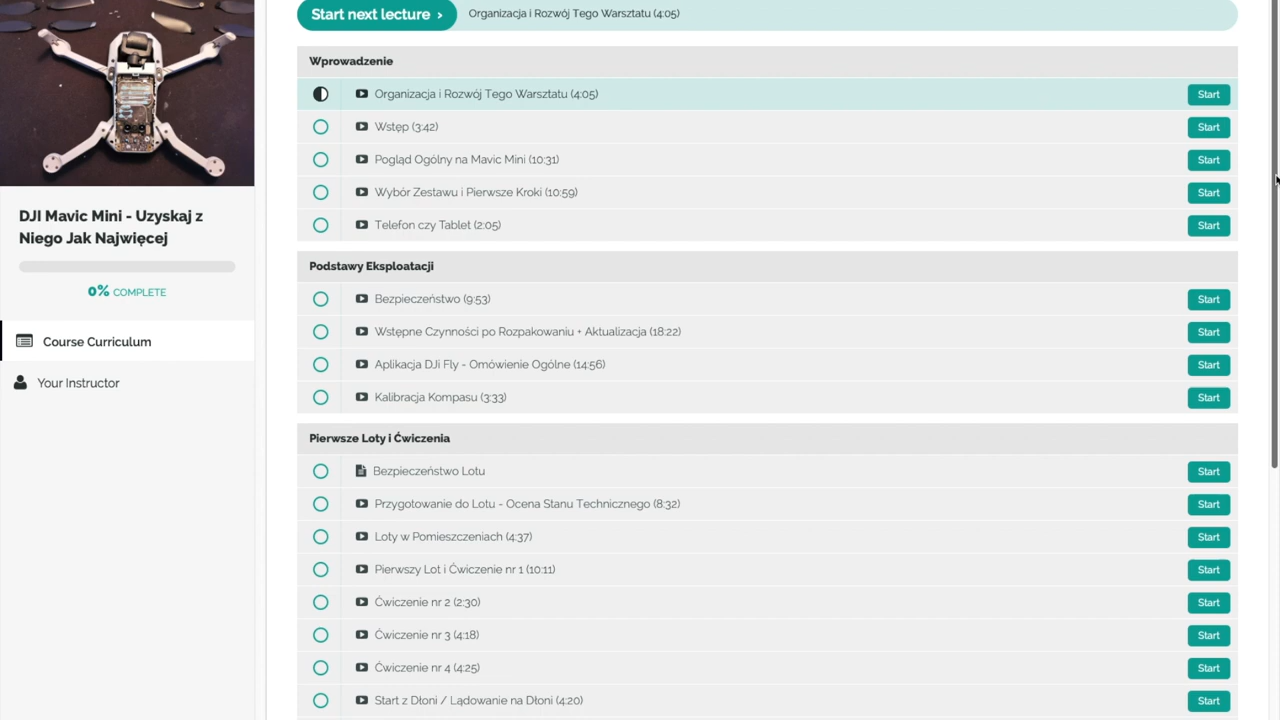 Start next lecture › Organizacja i Rozwój Tego Warsztatu (4:05)
Wprowadzenie
Organizacja i Rozwój Tego Warsztatu (4:05) Start
Wstęp (3:42) Start
Pogląd Ogólny na Mavic Mini (10:31) Start
Wybór Zestawu i Pierwsze Kroki (10:59) Start
Telefon czy Tablet (2:05) Start
DJI Mavic Mini - Uzyskaj z
Niego Jak Najwięcej
0% COMPLETE
Course Curriculum
Your Instructor
Podstawy Eksploatacji
Bezpieczeństwo (9:53) Start
Wstępne Czynności po Rozpakowaniu + Aktualizacja (18:22) Start
Aplikacja DJi Fly - Omówienie Ogólne (14:56) Start
Kalibracja Kompasu (3:33) Start
Pierwsze Loty i Ćwiczenia
Bezpieczeństwo Lotu Start
Przygotowanie do Lotu - Ocena Stanu Technicznego (8:32) Start
Loty w Pomieszczeniach (4:37) Start
Pierwszy Lot i Ćwiczenie nr 1 (10:11) Start
Ćwiczenie nr 2 (2:30) Start
Ćwiczenie nr 3 (4:18) Start
Ćwiczenie nr 4 (4:25) Start
Start z Dłoni / Lądowanie na Dłoni (4:20) Start